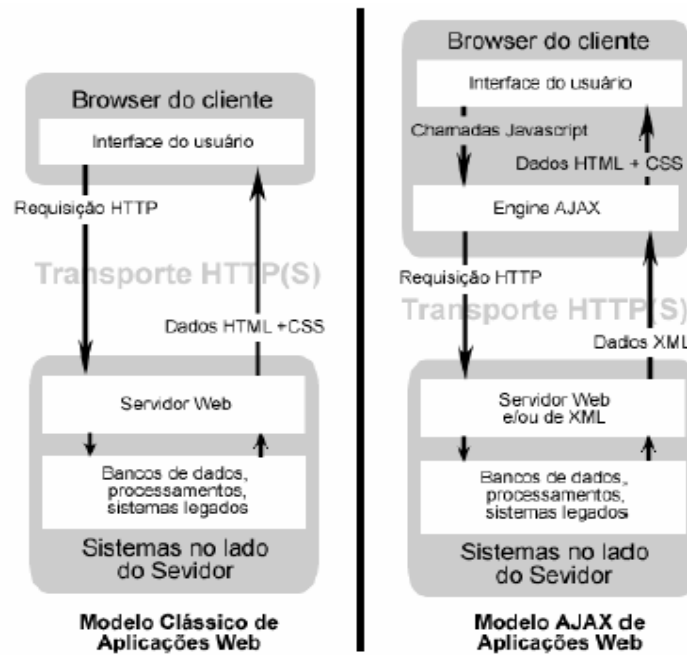 Browser do cliente
Interface do usuário
Requisição HTTP
Transporte HTTP(S)
Dados HTML +CSS
Servidor Web
Bancos de dados,
processamentos,
sistemas legados
Sistemas no lado
do Sevidor
Modelo Clássico de
Aplicações Web
Browser do cliente
Interface do usuário
Chamadas Javascript
Dados HTML + CSS
Engine AJAX
Requisição HTTP
Transporte HTTP(S)
Dados XML
Servidor Web
e/ou de XML
Bancos de dados,
processamentos,
sistemas legados
Sistemas no lado
do Sevidor
Modelo AJAX de
Aplicações Web